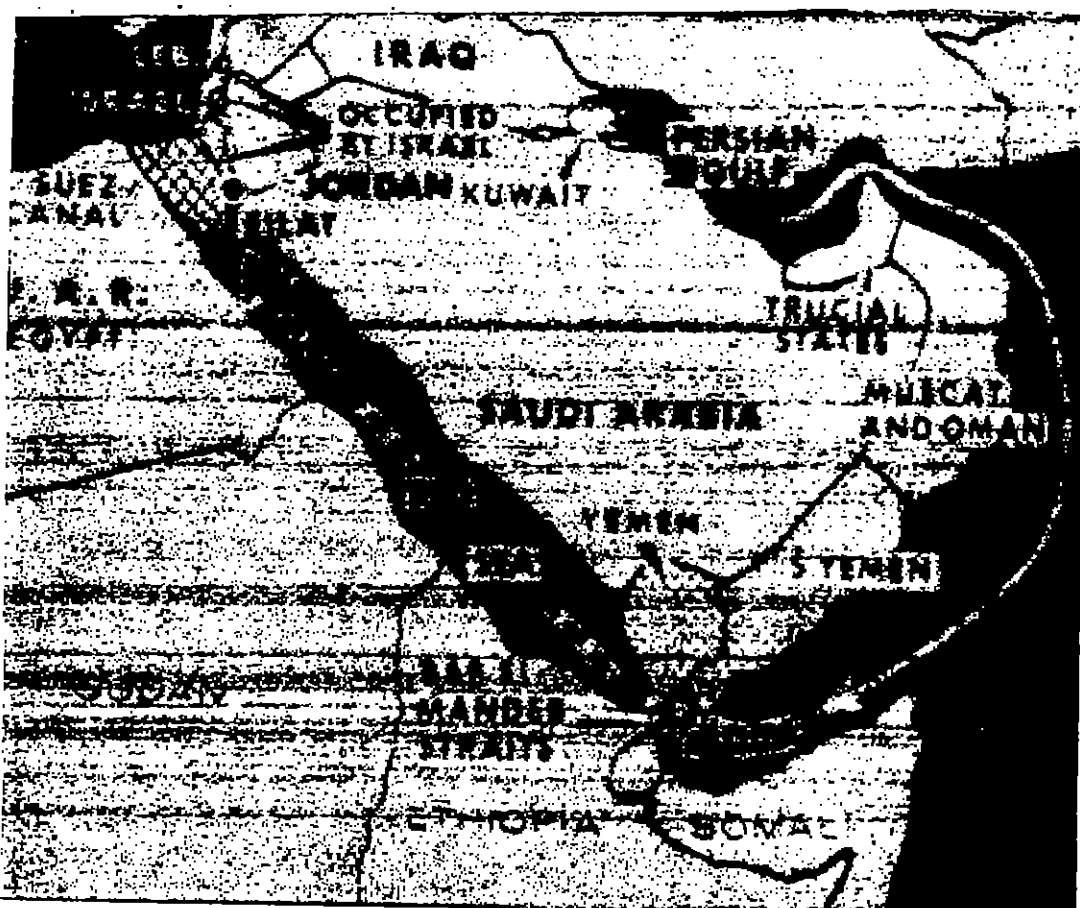 IRAQ
OCCUPIED
BY ISRAEL
PERSIAN
GULF
SUEZ
CANAL
JORDAN
KUWAIT
EILAT
EGYPT
TRUCIAL
STATES
SAUDI ARABIA
MUSCAT
AND OMAN
YEMEN
SEA
S YEMEN
SUDAN
BAB EL
MANDEB
STRAITS
ETHIOPIA